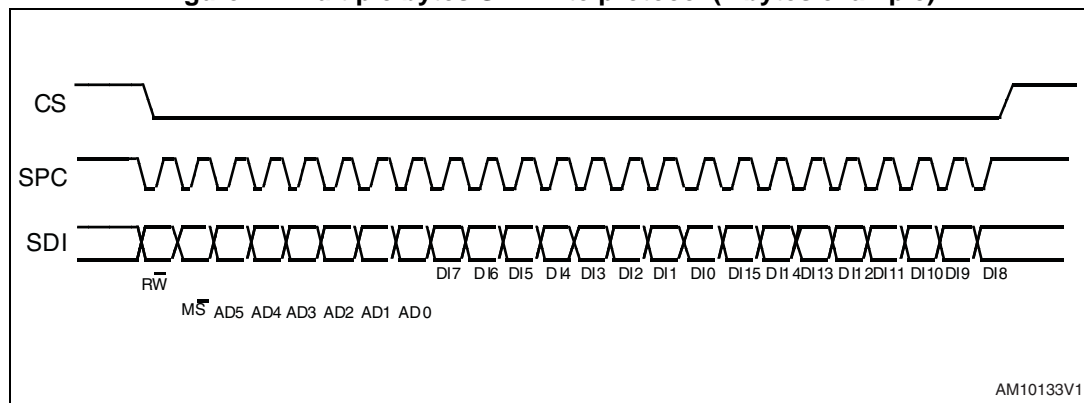 CS
SPC
SDI
DI7 DI6 DI5 DI4 DI3 DI2 DI1 DI0 DI15 DI14 DI13 DI12 DI11 DI10 DI9 DI8
RW
MS AD5 AD4 AD3 AD2 AD1 AD0
AM10133V1